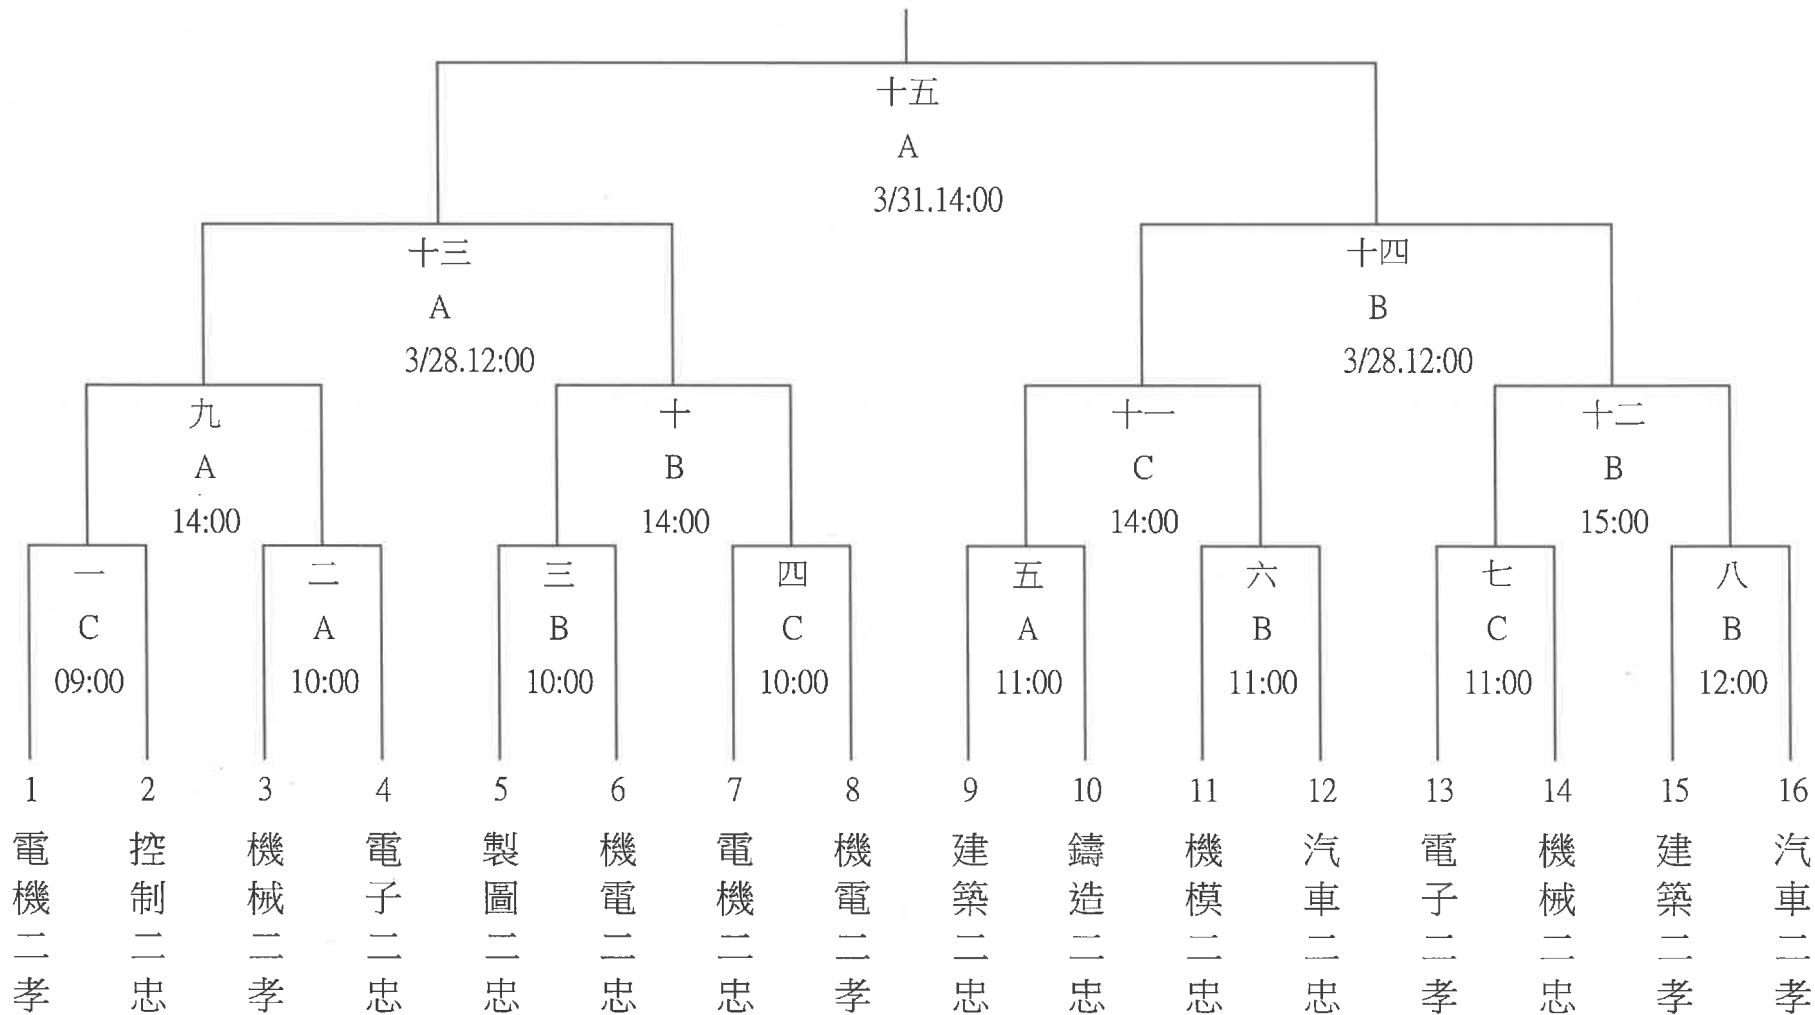 十五
A
3/31.14:00
十三
十四
A
B
3/28.12:00
3/28.12:00
九
十
十一
十二
A
B
C
B
14:00
14:00
14:00
15:00
一
二
三
四
五
六
七
八
C
A
B
C
A
B
C
B
09:00
10:00
10:00
10:00
11:00
11:00
11:00
12:00
1
2
3
4
5
6
7
8
9
10
11
12
13
14
15
16
電機二孝
控制二忠
機械二孝
電子二忠
製圖二忠
機電二忠
電機二忠
機電二孝
建築二忠
鑄造二忠
機模二忠
汽車二忠
電子二孝
機械二忠
建築二孝
汽車二孝